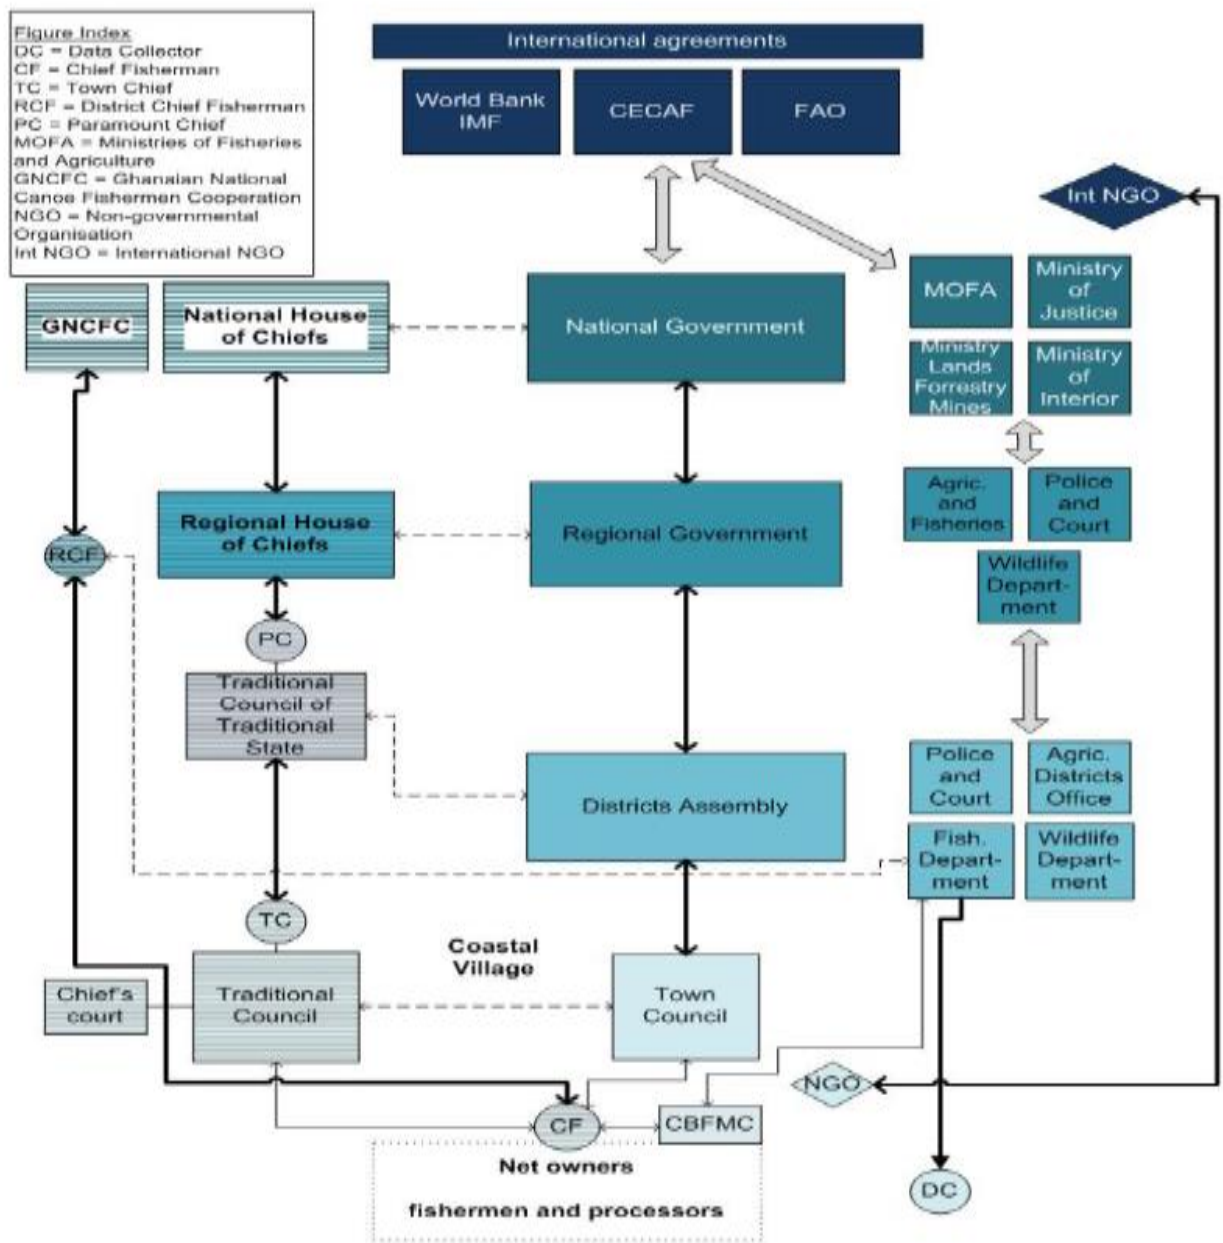 Figure Index
DC = Data Collector
CF = Chief Fisherman
TC = Town Chief
RCF = District Chief Fisherman
PC = Paramount Chief
MOFA = Ministries of Fisheries
and Agriculture
GNCFC = Ghanaian National
Canoe Fishermen Cooperation
NGO = Non-governmental
Organisation
Int NGO = International NGO
International agreements
World Bank
IMF
CECAF
FAO
Int NGO
GNCFC
National House
of Chiefs
National Government
MOFA
Ministry
of
Justice
Ministry
Lands
Forrestry
Mines
Ministry
of
Interior
RCF
Regional House
of Chiefs
Regional Government
Agric.
and
Fisheries
Police
and
Court
Wildlife
Depart-
ment
PC
Traditional
Council of
Traditional
State
Districts Assembly
Police
and
Court
Agric.
Districts
Office
Fish.
Depart-
ment
Wildlife
Depart-
ment
TC
Coastal
Village
Chief's
court
Traditional
Council
Town
Council
NGO
CF
CBFMC
DC
Net owners
fishermen and processors